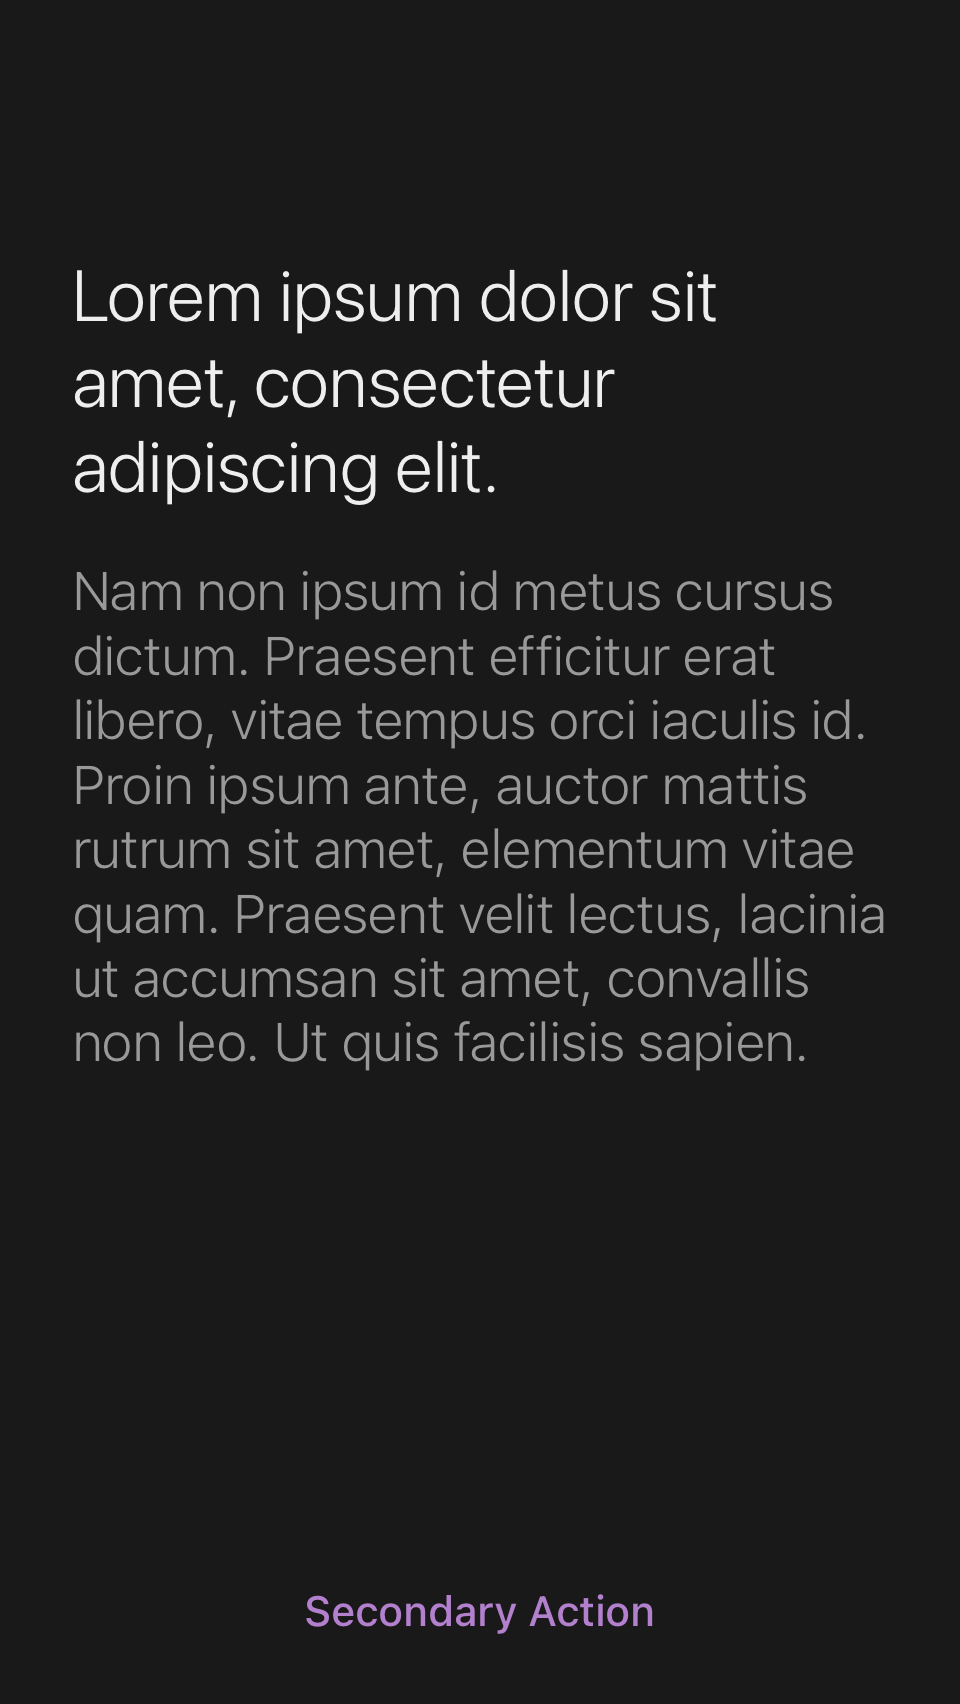 Lorem ipsum dolor sit
amet, consectetur
adipiscing elit.
Nam non ipsum id metus cursus
dictum. Praesent efficitur erat
libero, vitae tempus orci iaculis id.
Proin ipsum ante, auctor mattis
rutrum sit amet, elementum vitae
quam. Praesent velit lectus, lacinia
ut accumsan sit amet, convallis
non leo. Ut quis facilisis sapien.
Secondary Action